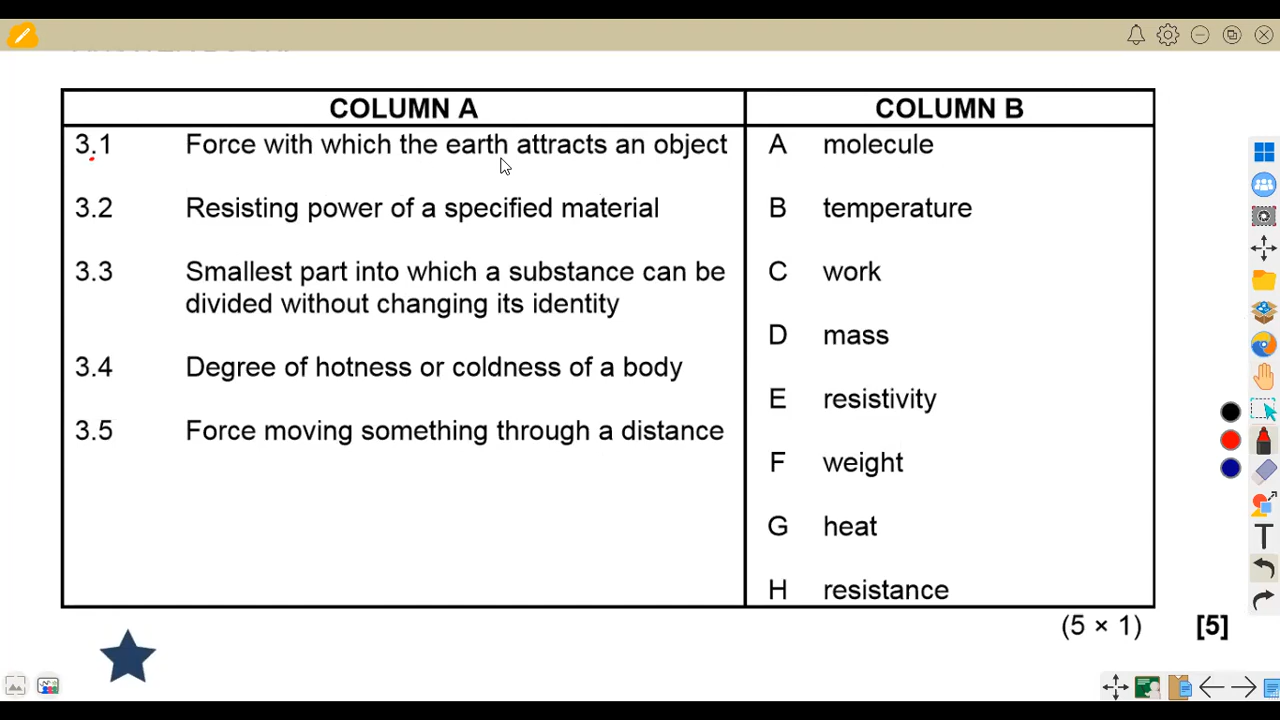 COLUMN A COLUMN B
3.1 Force with which the earth attracts an object A molecule
3.2 Resisting power of a specified material B temperature
3.3 Smallest part into which a substance can be C work
divided without changing its identity
D mass
3.4 Degree of hotness or coldness of a body
E resistivity
3.5 Force moving something through a distance
F weight
G heat
H resistance
(5 × 1) [5]
T